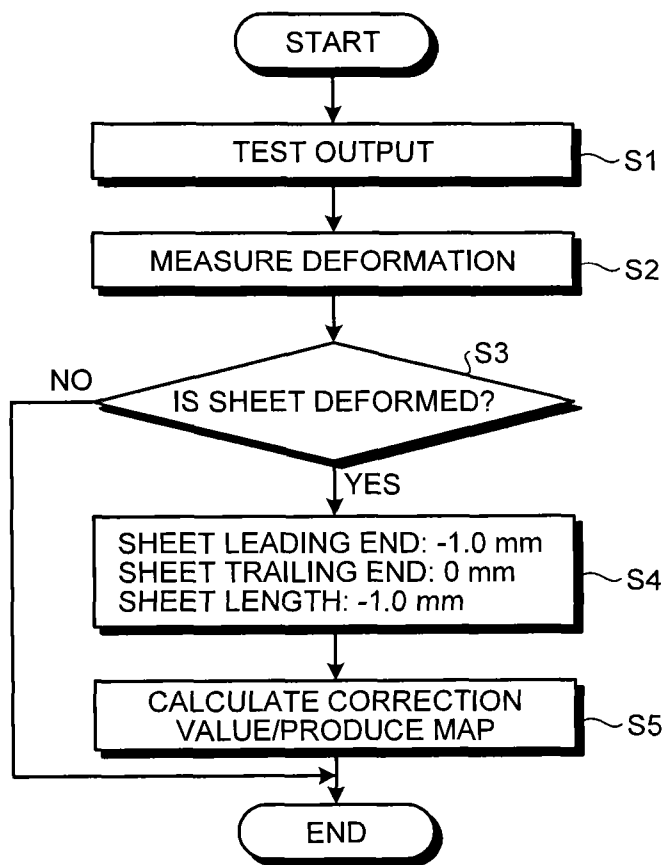 START
TEST OUTPUT
S1
MEASURE DEFORMATION
S2
S3
NO
IS SHEET DEFORMED?
YES
SHEET LEADING END: -1.0 mm
SHEET TRAILING END: 0 mm
SHEET LENGTH: -1.0 mm
S4
CALCULATE CORRECTION
VALUE/PRODUCE MAP
S5
END